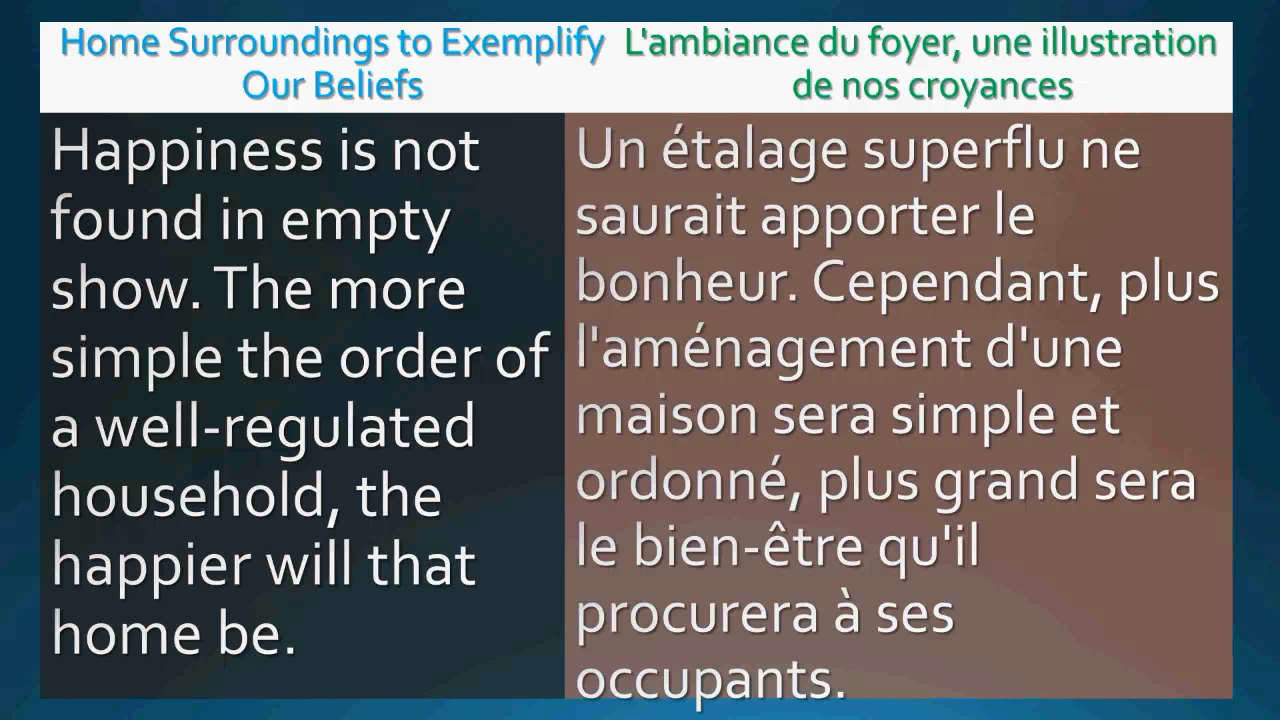 Home Surroundings to Exemplify
Our Beliefs
L'ambiance du foyer, une illustration
de nos croyances
Happiness is not
found in empty
show. The more
simple the order of
a well-regulated
household, the
happier will that
home be.
Un étalage superflu ne
saurait apporter le
bonheur. Cependant, plus
l'aménagement d'une
maison sera simple et
ordonné, plus grand sera
le bien-être qu'il
procurera à ses
occupants.